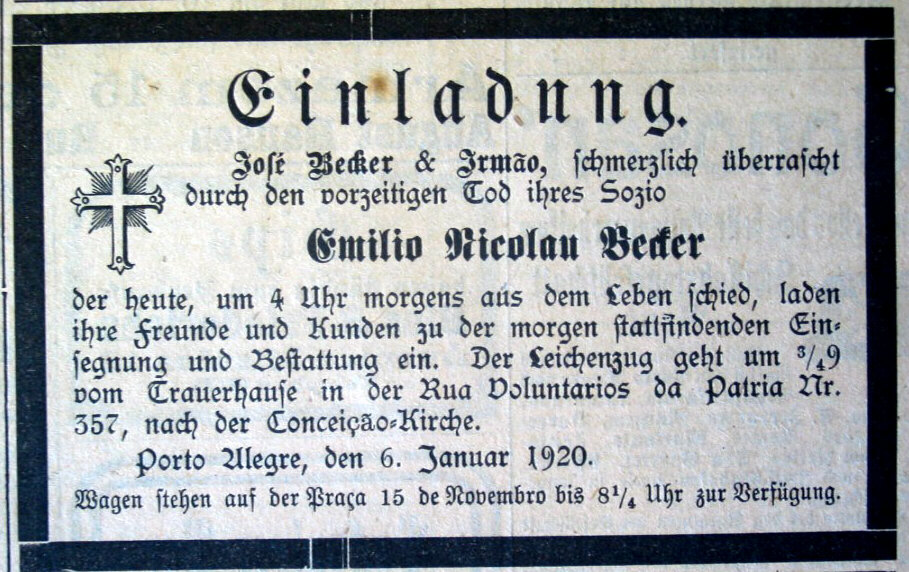 Einladung.
José Becker & Irmão, schmerzlich überrascht
durch den vorzeitigen Tod ihres Sozio
Emilio Nicolau Becker
der heute, um 4 Uhr morgens aus dem Leben schied, laden
ihre Freunde und Kunden zu der morgen stattfindenden Ein-
segnung und Bestattung ein. Der Leichenzug geht um ³/₄9
vom Trauerhause in der Rua Voluntarios da Patria Nr.
357, nach der Conceição-Kirche.
Porto Alegre, den 6. Januar 1920.
Wagen stehen auf der Praça 15 de Novembro bis 8¹/₄ Uhr zur Verfügung.